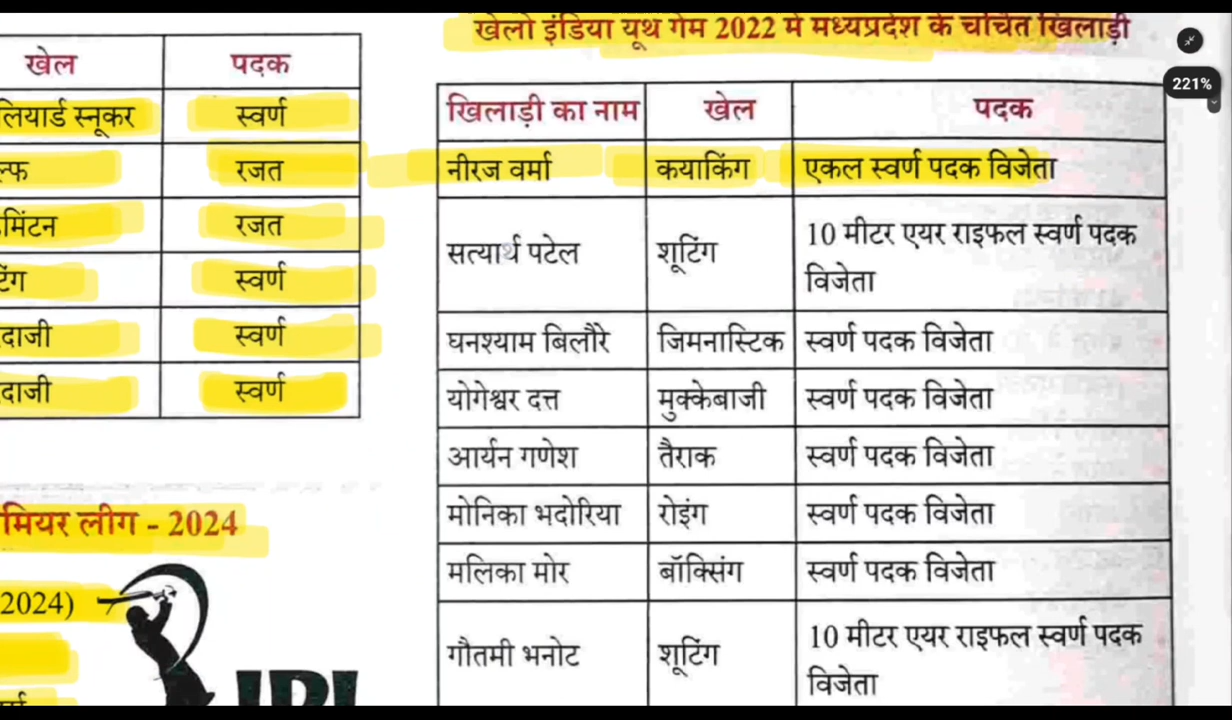 खेल पदक
लियार्ड स्नूकर स्वर्ण
ल्फ रजत
मिंटन रजत
टिंग स्वर्ण
दाजी स्वर्ण
दाजी स्वर्ण
मियर लीग - 2024
2024)
खेलो इंडिया यूथ गेम 2022 मे मध्यप्रदेश के चर्चित खिलाड़ी
खिलाड़ी का नाम खेल पदक
नीरज वर्मा कयाकिंग एकल स्वर्ण पदक विजेता
सत्यार्थ पटेल शूटिंग 10 मीटर एयर राइफल स्वर्ण पदक
विजेता
घनश्याम बिलौरे जिमनास्टिक स्वर्ण पदक विजेता
योगेश्वर दत्त मुक्केबाजी स्वर्ण पदक विजेता
आर्यन गणेश तैराक स्वर्ण पदक विजेता
मोनिका भदोरिया रोइंग स्वर्ण पदक विजेता
मलिका मोर बॉक्सिंग स्वर्ण पदक विजेता
गौतमी भनोट शूटिंग 10 मीटर एयर राइफल स्वर्ण पदक
विजेता
221%